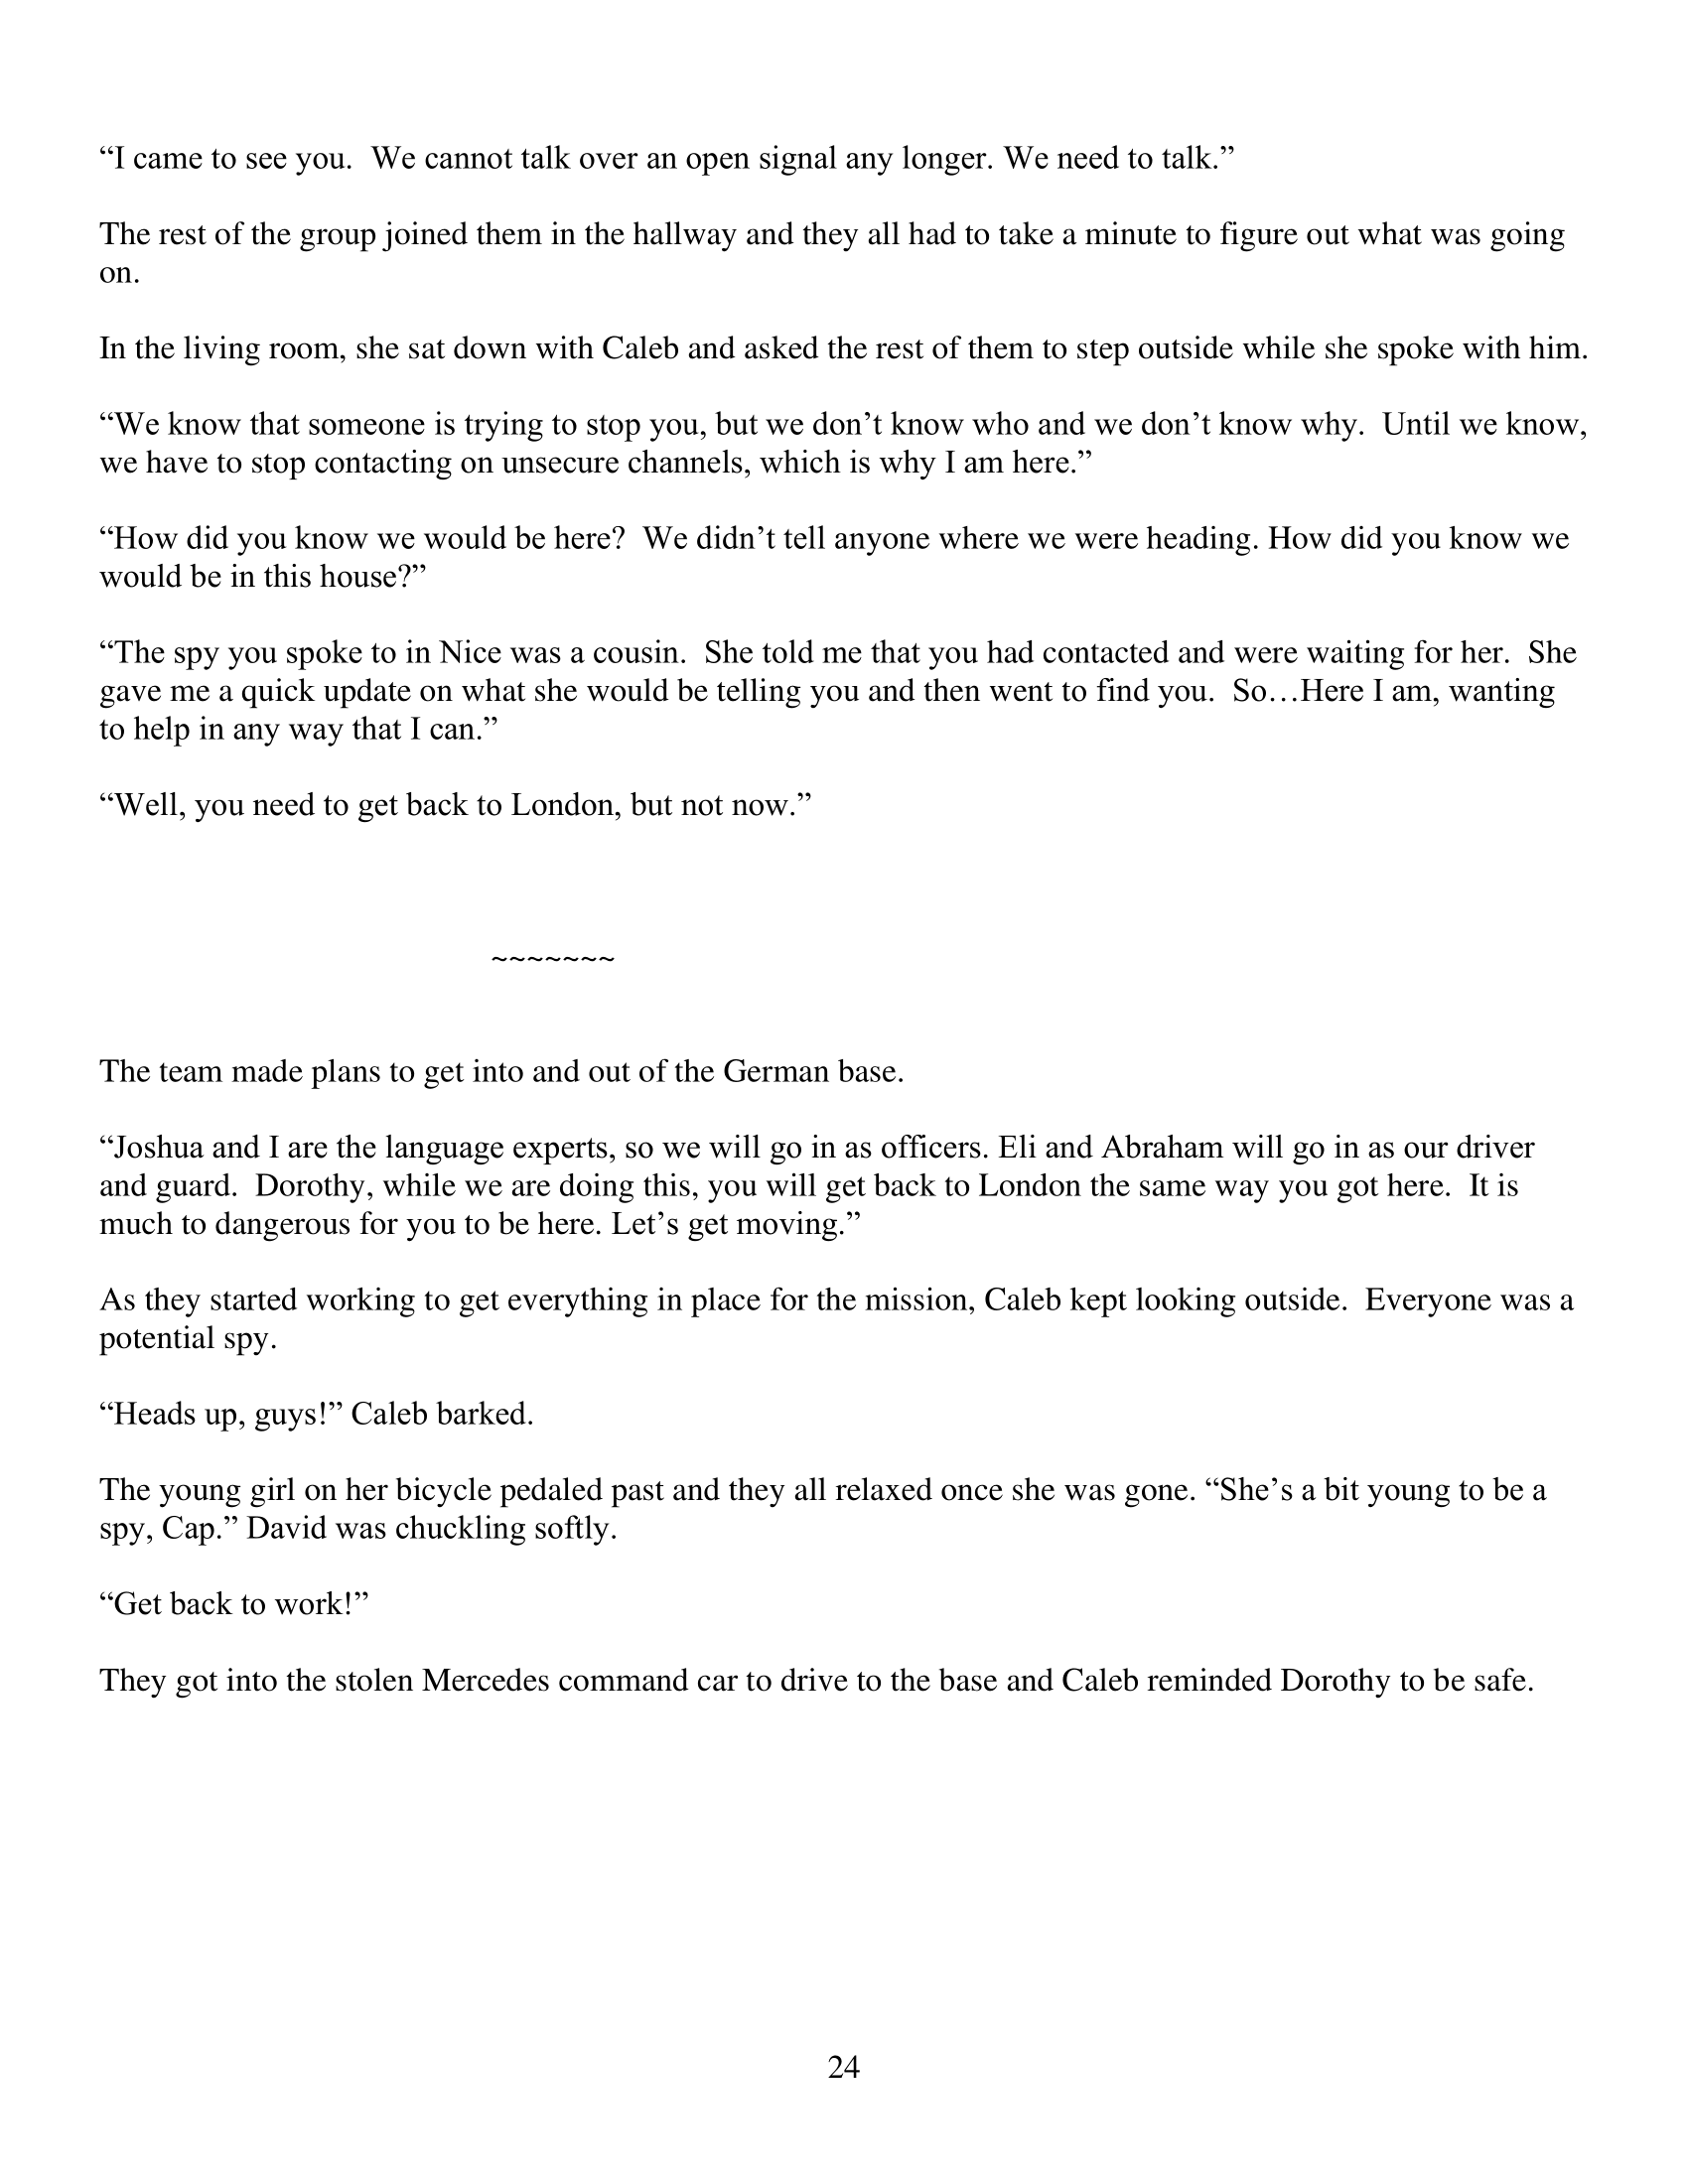 “I came to see you.  We cannot talk over an open signal any longer. We need to talk.”
The rest of the group joined them in the hallway and they all had to take a minute to figure out what was going
on.
In the living room, she sat down with Caleb and asked the rest of them to step outside while she spoke with him.
“We know that someone is trying to stop you, but we don’t know who and we don’t know why.  Until we know,
we have to stop contacting on unsecure channels, which is why I am here.”
“How did you know we would be here?  We didn’t tell anyone where we were heading. How did you know we
would be in this house?”
“The spy you spoke to in Nice was a cousin.  She told me that you had contacted and were waiting for her.  She
gave me a quick update on what she would be telling you and then went to find you.  So…Here I am, wanting
to help in any way that I can.”
“Well, you need to get back to London, but not now.”
~~~~~~~
The team made plans to get into and out of the German base.
“Joshua and I are the language experts, so we will go in as officers. Eli and Abraham will go in as our driver
and guard.  Dorothy, while we are doing this, you will get back to London the same way you got here.  It is
much to dangerous for you to be here. Let’s get moving.”
As they started working to get everything in place for the mission, Caleb kept looking outside.  Everyone was a
potential spy.
“Heads up, guys!” Caleb barked.
The young girl on her bicycle pedaled past and they all relaxed once she was gone. “She’s a bit young to be a
spy, Cap.” David was chuckling softly.
“Get back to work!”
They got into the stolen Mercedes command car to drive to the base and Caleb reminded Dorothy to be safe.
24